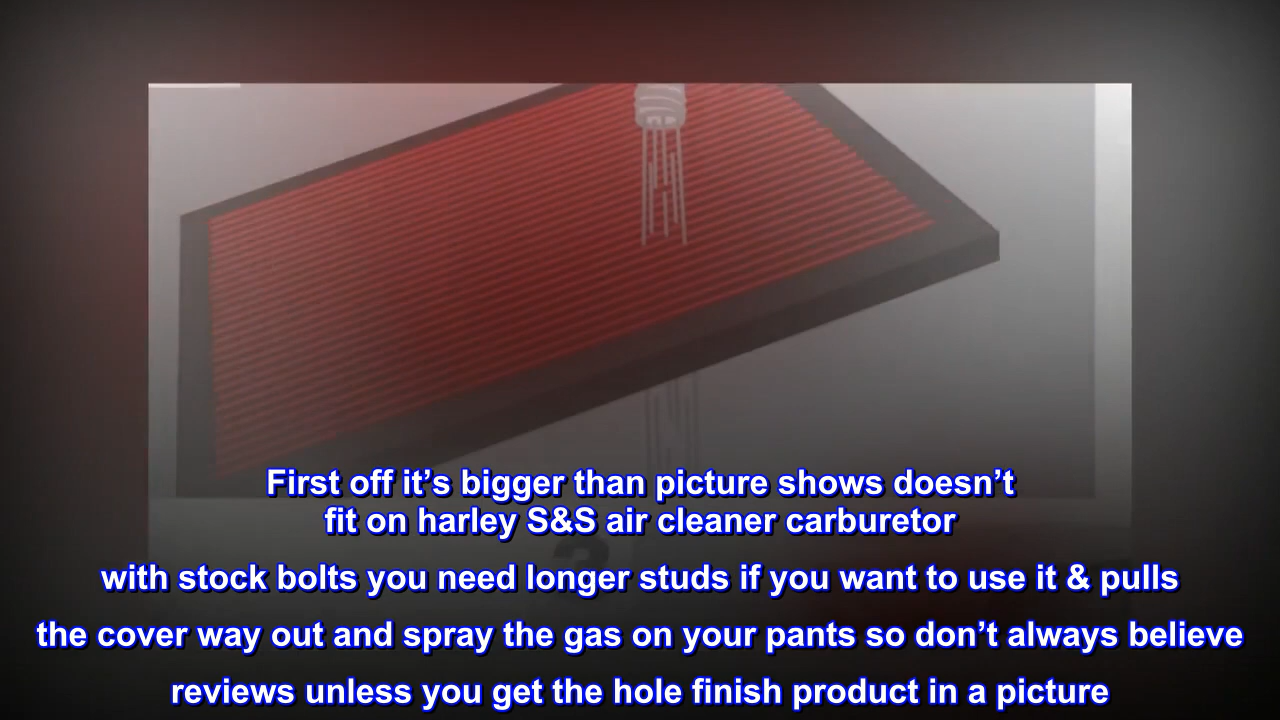 First off it’s bigger than picture shows doesn’t
fit on harley S&S air cleaner carburetor
with stock bolts you need longer studs if you want to use it & pulls
the cover way out and spray the gas on your pants so don’t always believe
reviews unless you get the hole finish product in a picture